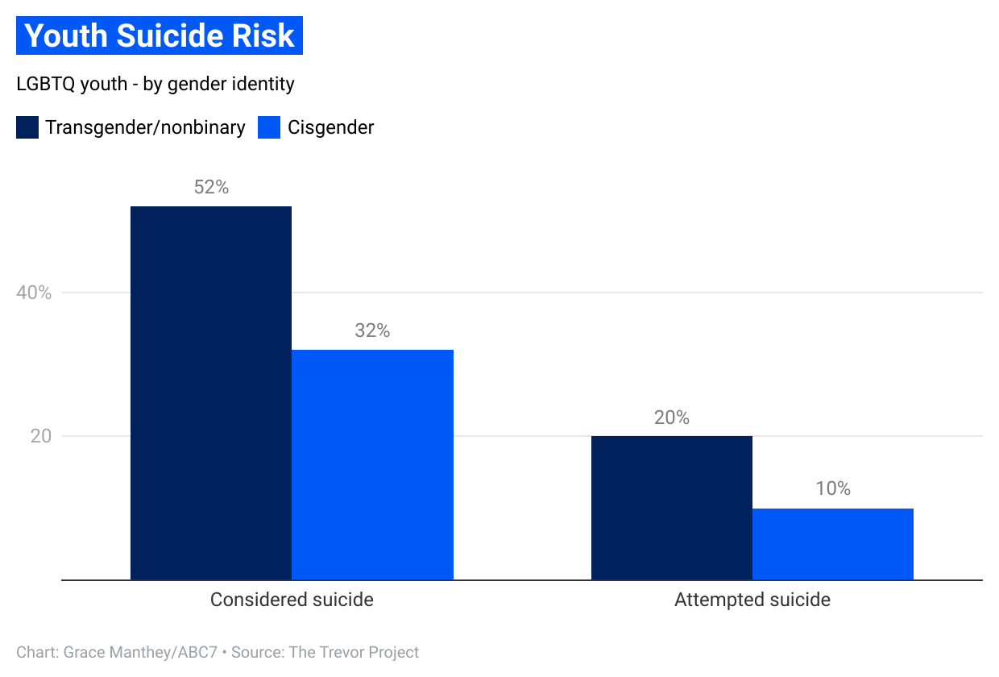 Youth Suicide Risk
LGBTQ youth - by gender identity
Transgender/nonbinary Cisgender
52%
40%
32%
20
20%
10%
Considered suicide Attempted suicide
Chart: Grace Manthey/ABC7 • Source: The Trevor Project